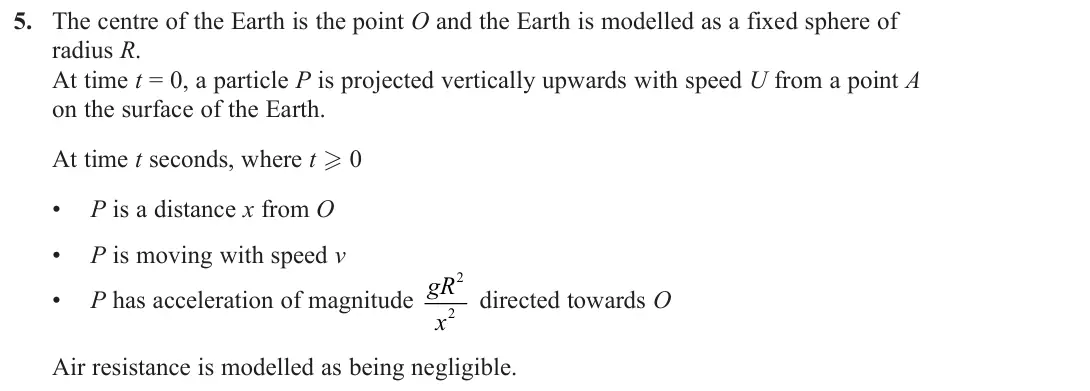 5. The centre of the Earth is the point O and the Earth is modelled as a fixed sphere of
radius R.
At time t = 0, a particle P is projected vertically upwards with speed U from a point A
on the surface of the Earth.
At time t seconds, where t ⩾ 0
• P is a distance x from O
• P is moving with speed v
• P has acceleration of magnitude gR²/x² directed towards O
Air resistance is modelled as being negligible.